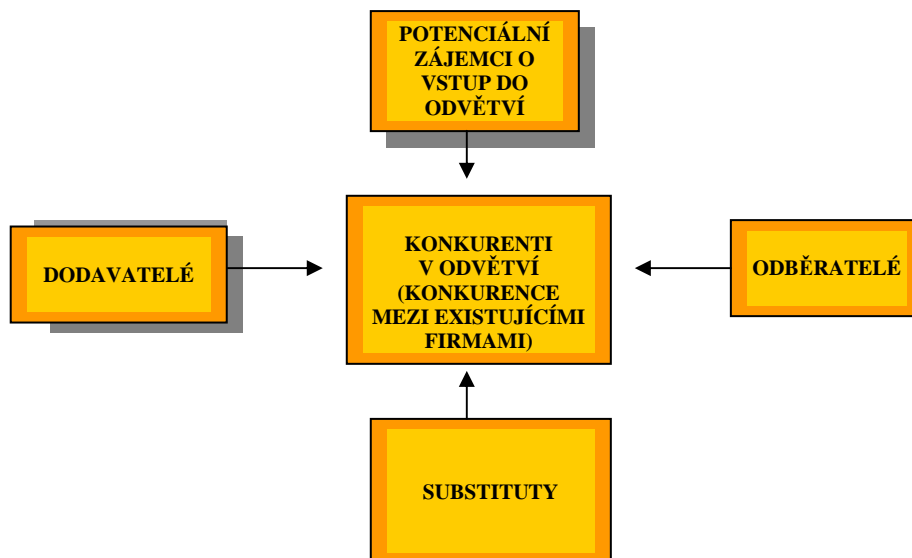 POTENCIÁLNÍ
ZÁJEMCI O
VSTUP DO
ODVĚTVÍ
DODAVATELÉ
KONKURENTI
V ODVĚTVÍ
(KONKURENCE
MEZI EXISTUJÍCÍMI
FIRMAMI)
ODBĚRATELÉ
SUBSTITUTY